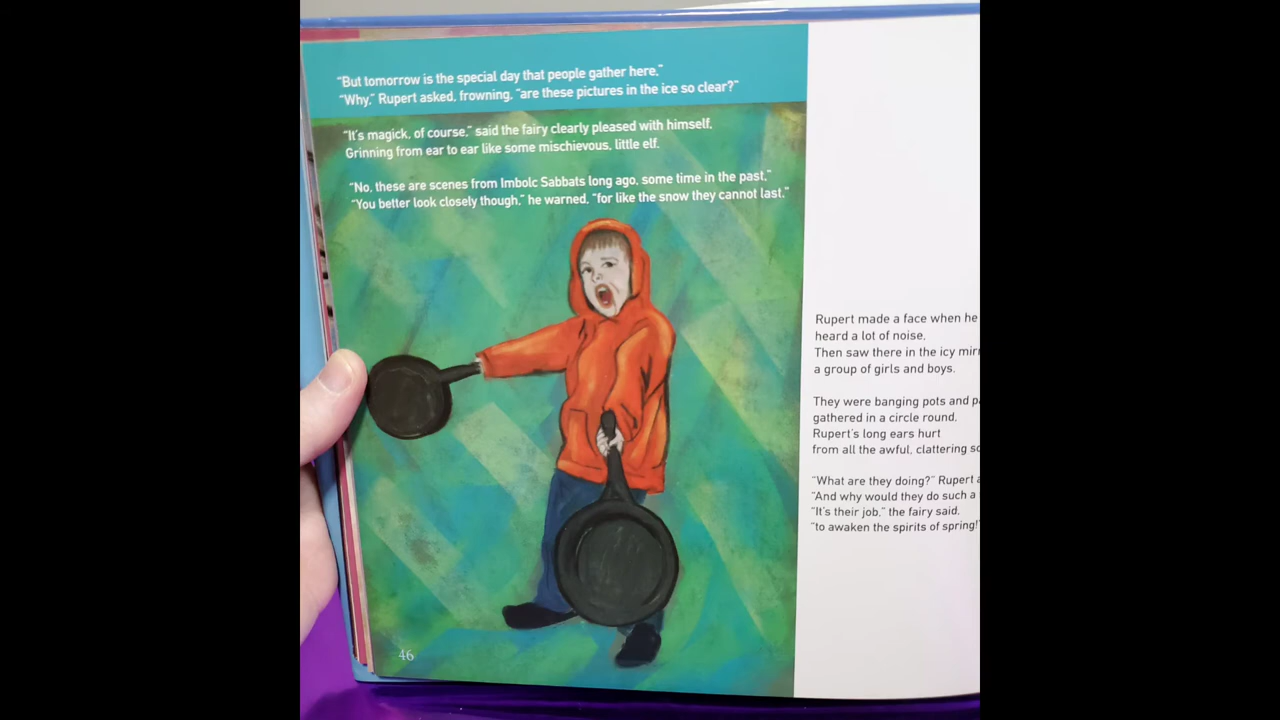 “But tomorrow is the special day that people gather here,”
“Why,” Rupert asked, frowning, “are these pictures in the ice so clear?”
“It’s magick, of course,” said the fairy clearly pleased with himself,
Grinning from ear to ear like some mischievous, little elf.
“No, these are scenes from Imbolc Sabbats long ago, some time in the past,”
“You better look closely though,” he warned, “for like the snow they cannot last.”
46
Rupert made a face when he
heard a lot of noise,
Then saw there in the icy
a group of girls and boys.
They were banging pots and
gathered in a circle round.
Rupert’s long ears hurt
from all the awful, clattering
“What are they doing?” Rupert
“And why would they do such a
“It’s their job,” the fairy said.
“to awaken the spirits of spring!